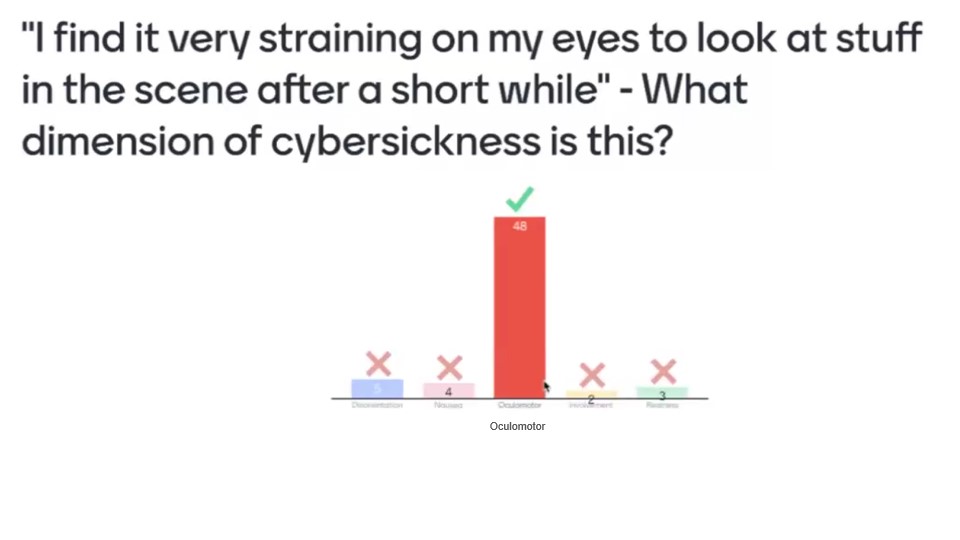 "I find it very straining on my eyes to look at stuff
in the scene after a short while" - What
dimension of cybersickness is this?
48
5
4
2
3
Disorientation Nausea Oculomotor Involvement Realness
Oculomotor